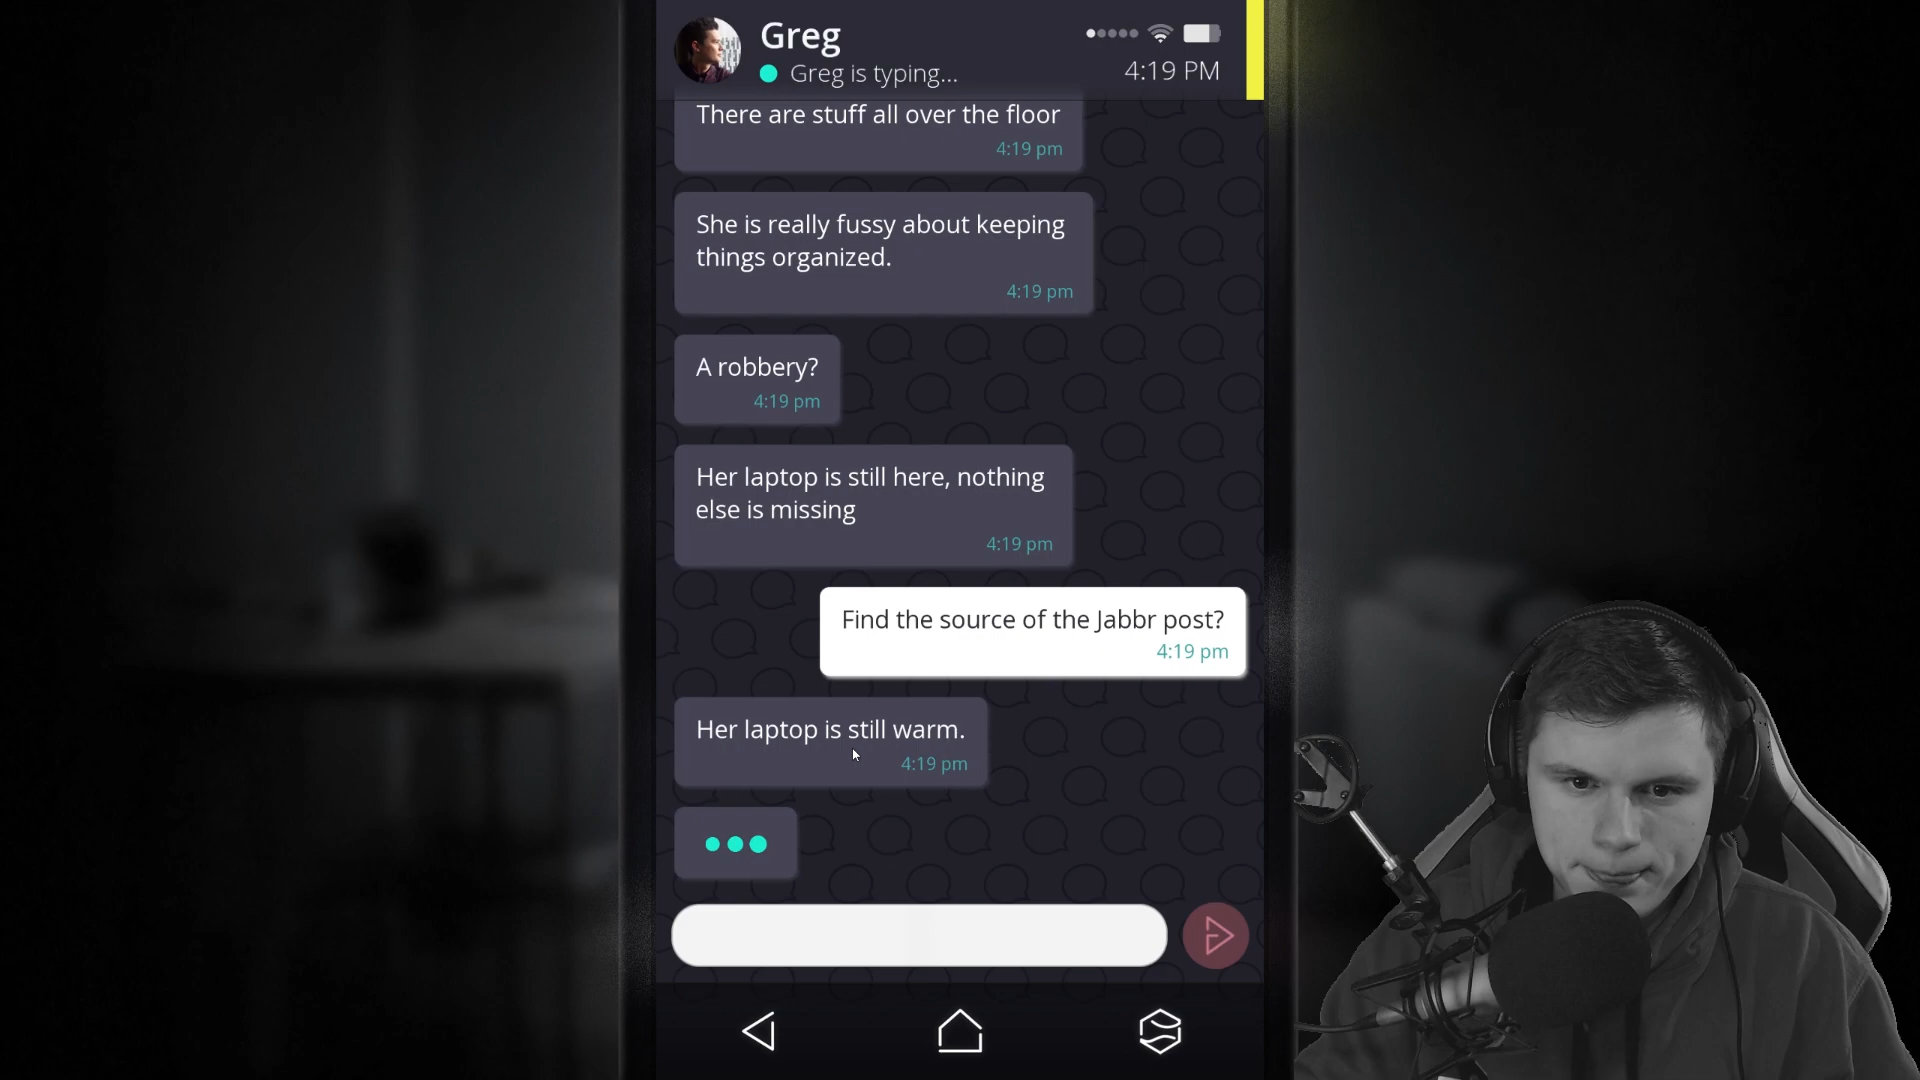 Greg
Greg is typing...
4:19 PM
There are stuff all over the floor
4:19 pm
She is really fussy about keeping
things organized.
4:19 pm
A robbery?
4:19 pm
Her laptop is still here, nothing
else is missing
4:19 pm
Find the source of the Jabbr post?
4:19 pm
Her laptop is still warm.
4:19 pm